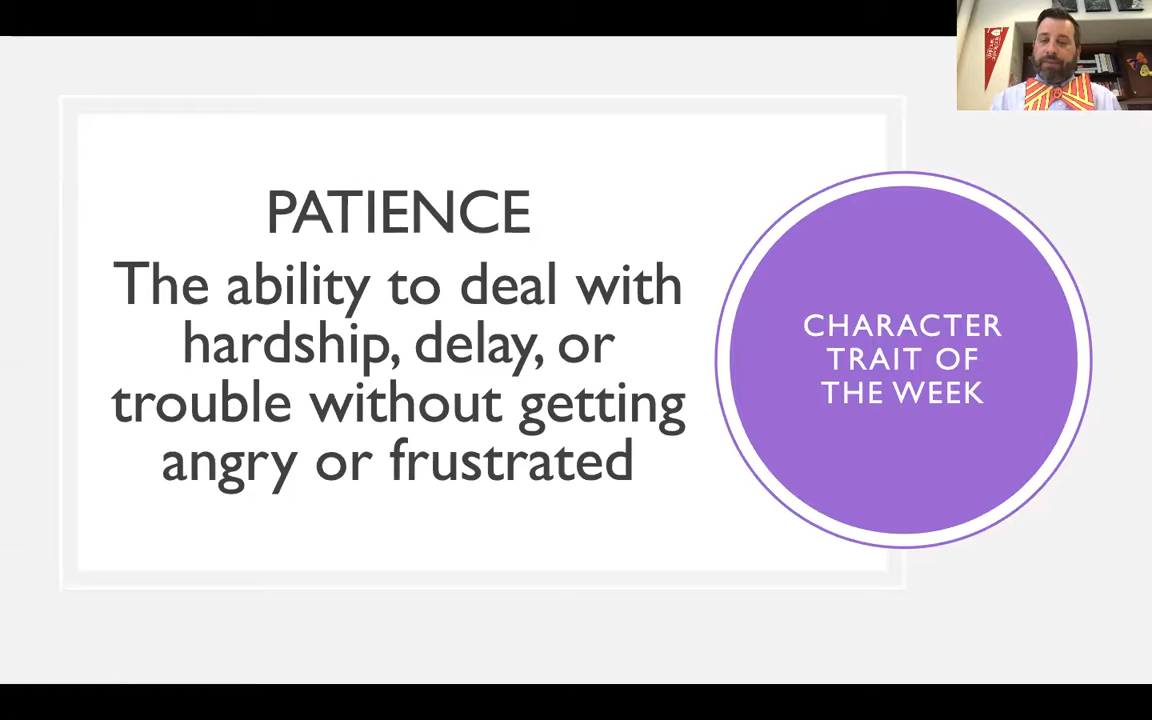 PATIENCE
The ability to deal with
hardship, delay, or
trouble without getting
angry or frustrated
CHARACTER
TRAIT OF
THE WEEK